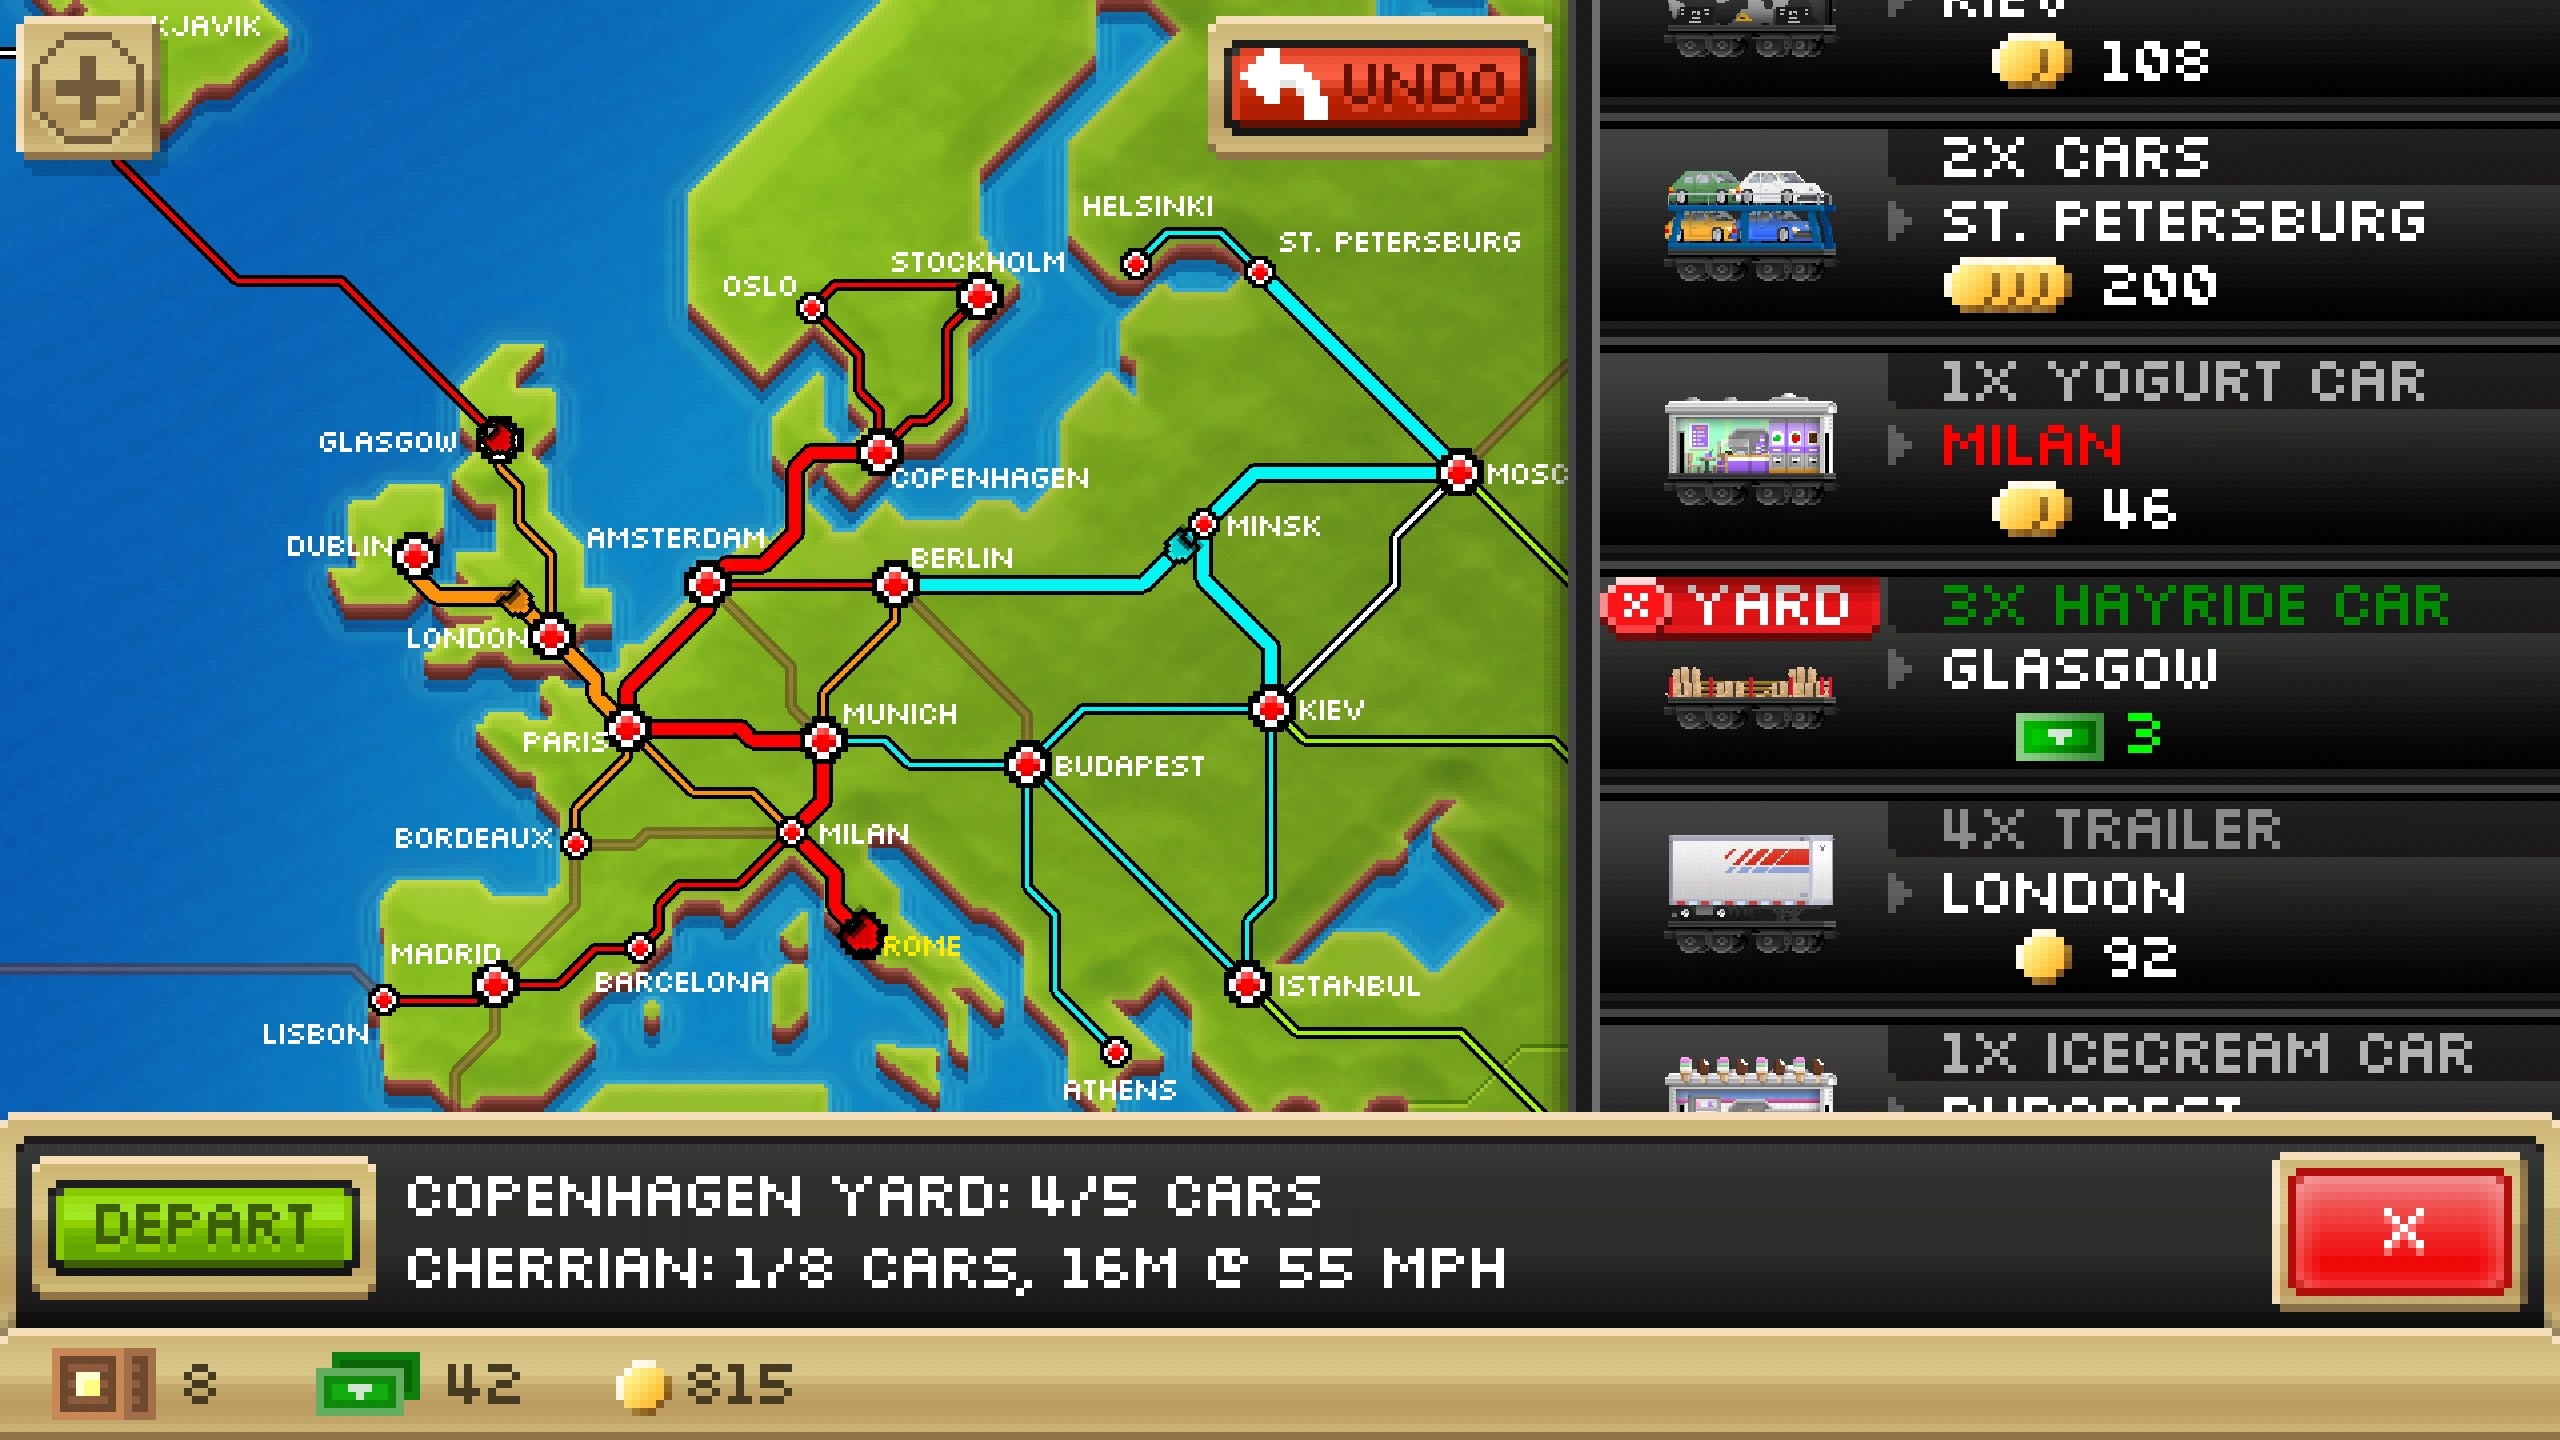 KJAVIK
UNDO
HELSINKI
ST. PETERSBURG
STOCKHOLM
OSLO
GLASGOW
COPENHAGEN
MOSC
DUBLIN
AMSTERDAM
MINSK
BERLIN
LONDON
MUNICH
KIEV
PARIS
BUDAPEST
BORDEAUX
MILAN
MADRID
ROME
BARCELONA
ISTANBUL
LISBON
ATHENS
KIEV
108
2X CARS
ST. PETERSBURG
200
1X YOGURT CAR
MILAN
46
YARD
3X HAYRIDE CAR
GLASGOW
3
4X TRAILER
LONDON
92
1X ICECREAM CAR
BUDAPEST
DEPART
COPENHAGEN YARD: 4/5 CARS
CHERRIAN: 1/8 CARS, 16M @ 55 MPH
X
8
42
815